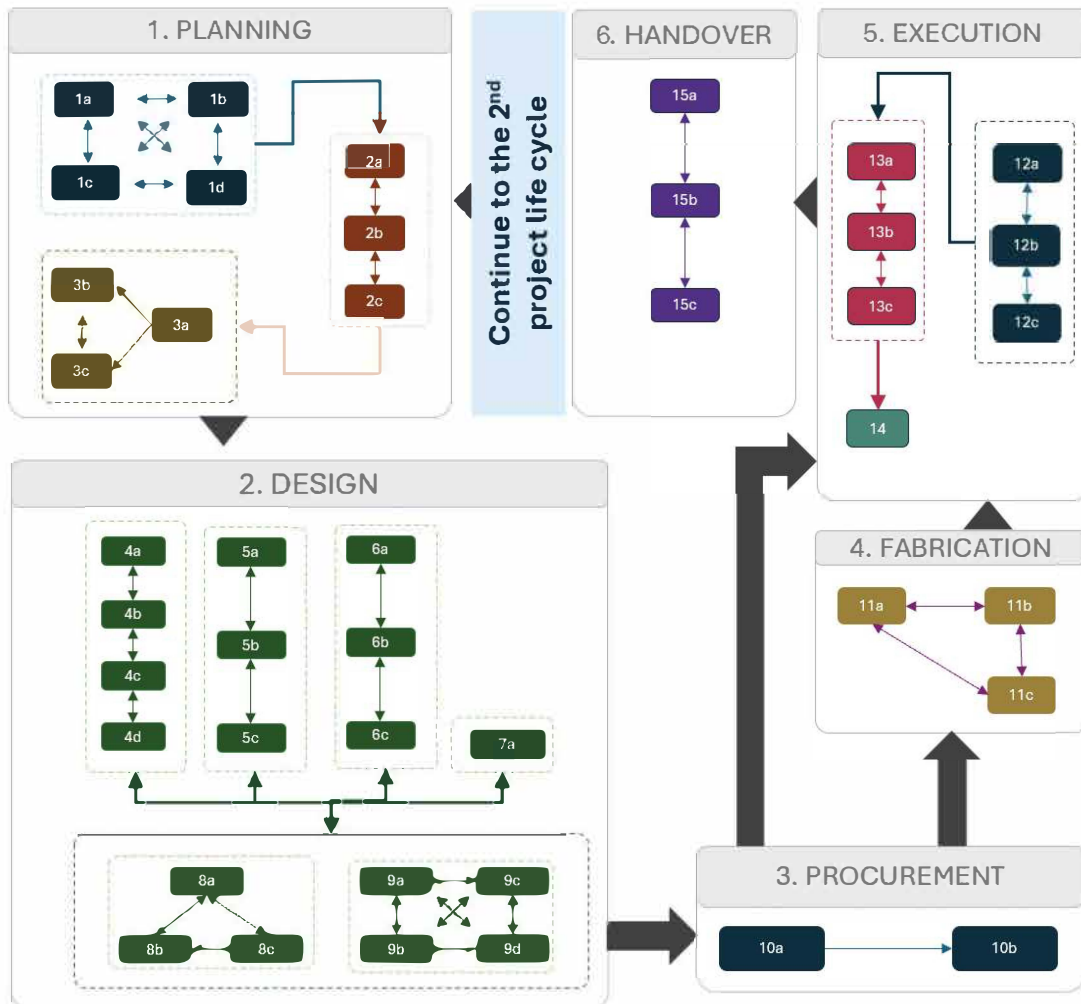 1. PLANNING
1a
1b
1c
1d
2a
2b
2c
3b
3a
3c
Continue to the 2nd
project life cycle
6. HANDOVER
15a
15b
15c
5. EXECUTION
13a
13b
13c
12a
12b
12c
14
2. DESIGN
4a
4b
4c
4d
5a
5b
5c
6a
6b
6c
7a
8a
8b
8c
9a
9c
9b
9d
3. PROCUREMENT
10a
10b
4. FABRICATION
11a
11b
11c